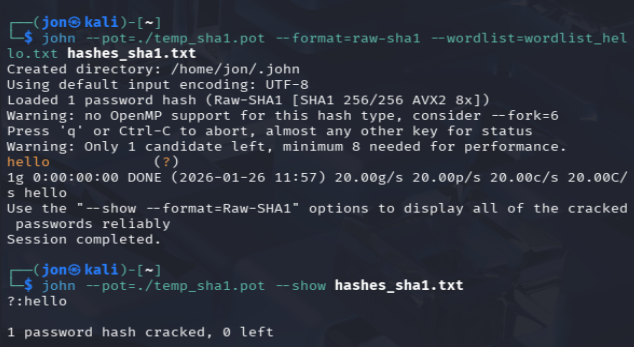 ┌──(jon㉿kali)-[~]
└─$ john --pot=./temp_sha1.pot --format=raw-sha1 --wordlist=wordlist_hel
lo.txt hashes_sha1.txt
Created directory: /home/jon/.john
Using default input encoding: UTF-8
Loaded 1 password hash (Raw-SHA1 [SHA1 256/256 AVX2 8x])
Warning: no OpenMP support for this hash type, consider --fork=6
Press 'q' or Ctrl-C to abort, almost any other key for status
Warning: Only 1 candidate left, minimum 8 needed for performance.
hello            (?)
1g 0:00:00:00 DONE (2026-01-26 11:57) 20.00g/s 20.00p/s 20.00c/s 20.00C/
s hello
Use the "--show --format=Raw-SHA1" options to display all of the cracked
 passwords reliably
Session completed.
┌──(jon㉿kali)-[~]
└─$ john --pot=./temp_sha1.pot --show hashes_sha1.txt
?:hello
1 password hash cracked, 0 left